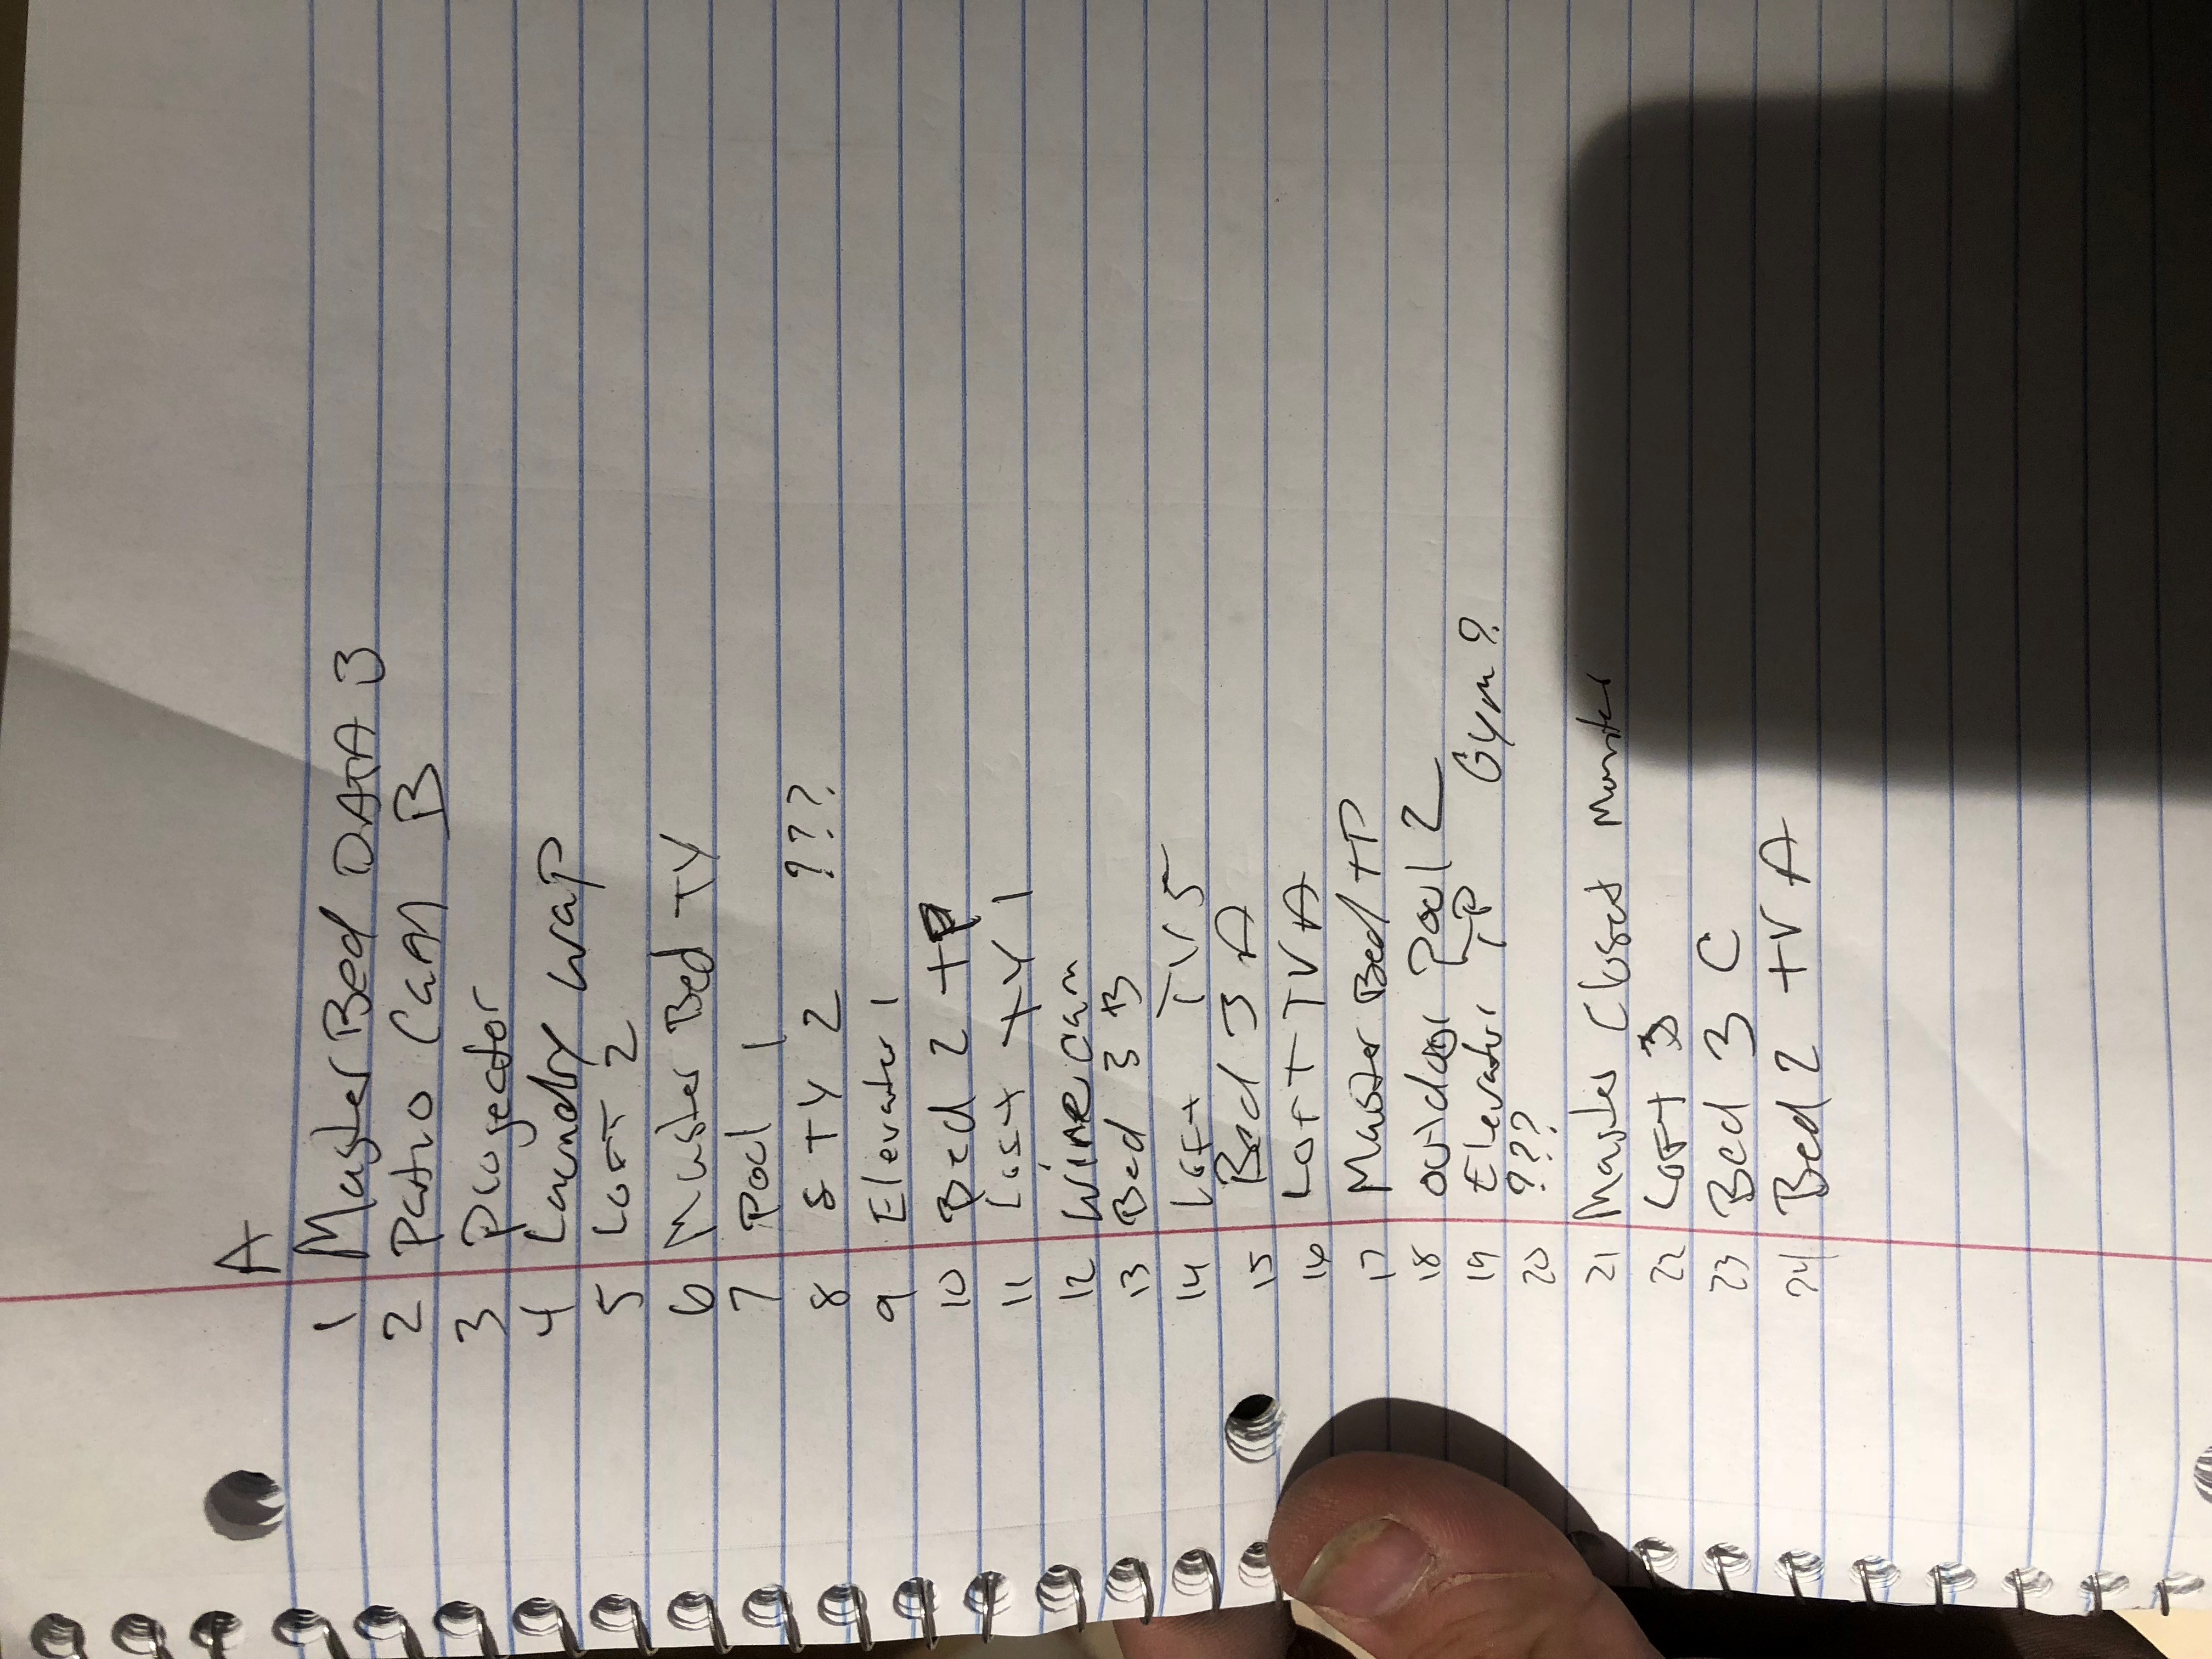 A
1 Master Bed DATA 3
2 Patio Cam B
3 Projector
4 Laundry wap
5 LOFT 2
6 Master Bed TV
7 Pool 1
8 8 TV 2 ???
9 Elevator 1
10 Bed 2 TP
11 Loft TV 1
12 wine cam
13 Bed 3 B
14 Loft TV 5
15 Bed 3 A
16 LOFT TV A
17 Master Bed TP
18 outdoor pool 2
19 Elevator TP Gym?
20 ???
21 Master Closet Monitor
22 LOFT 3
23 Bed 3 C
24 Bed 2 TV A